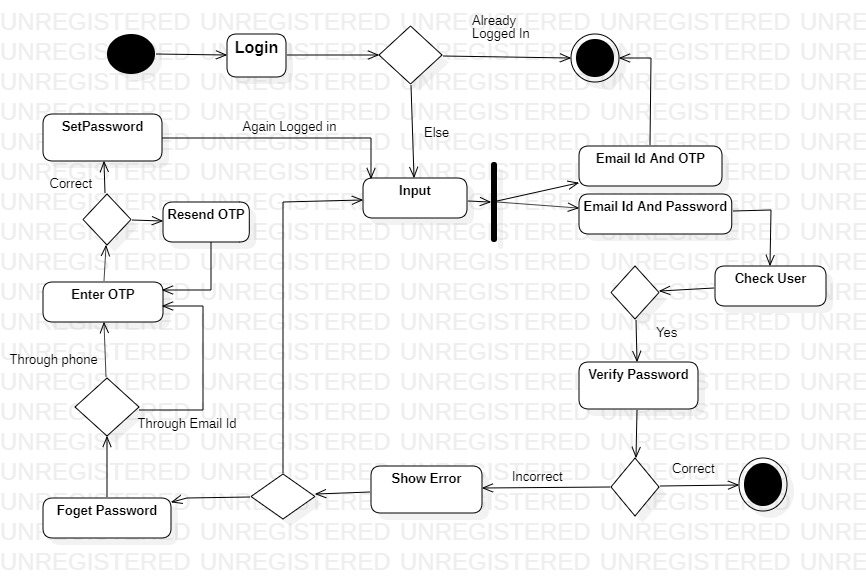 Already
Logged In
Login
SetPassword
Again Logged in
Else
Email Id And OTP
Correct
Input
Email Id And Password
Resend OTP
Enter OTP
Check User
Yes
Through phone
Verify Password
Through Email Id
Show Error
Incorrect
Correct
Foget Password
UNREGISTERED